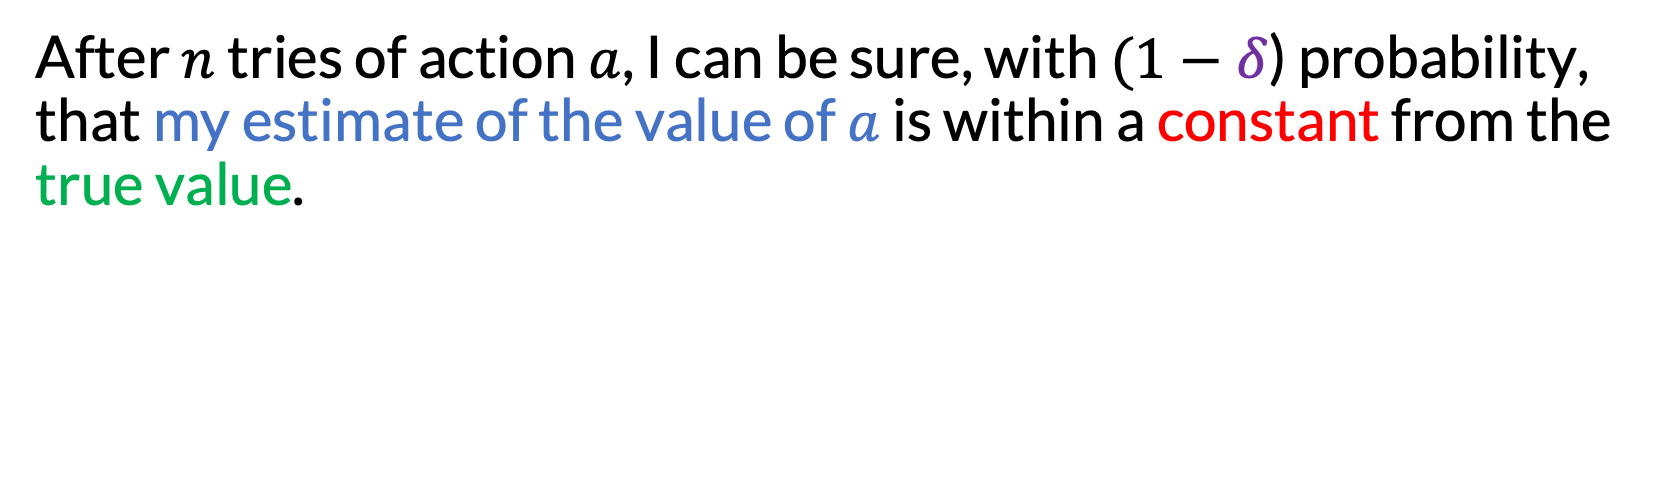 After 𝑛 tries of action 𝑎, I can be sure, with (1 − 𝛿) probability,
that my estimate of the value of 𝑎 is within a constant from the
true value.